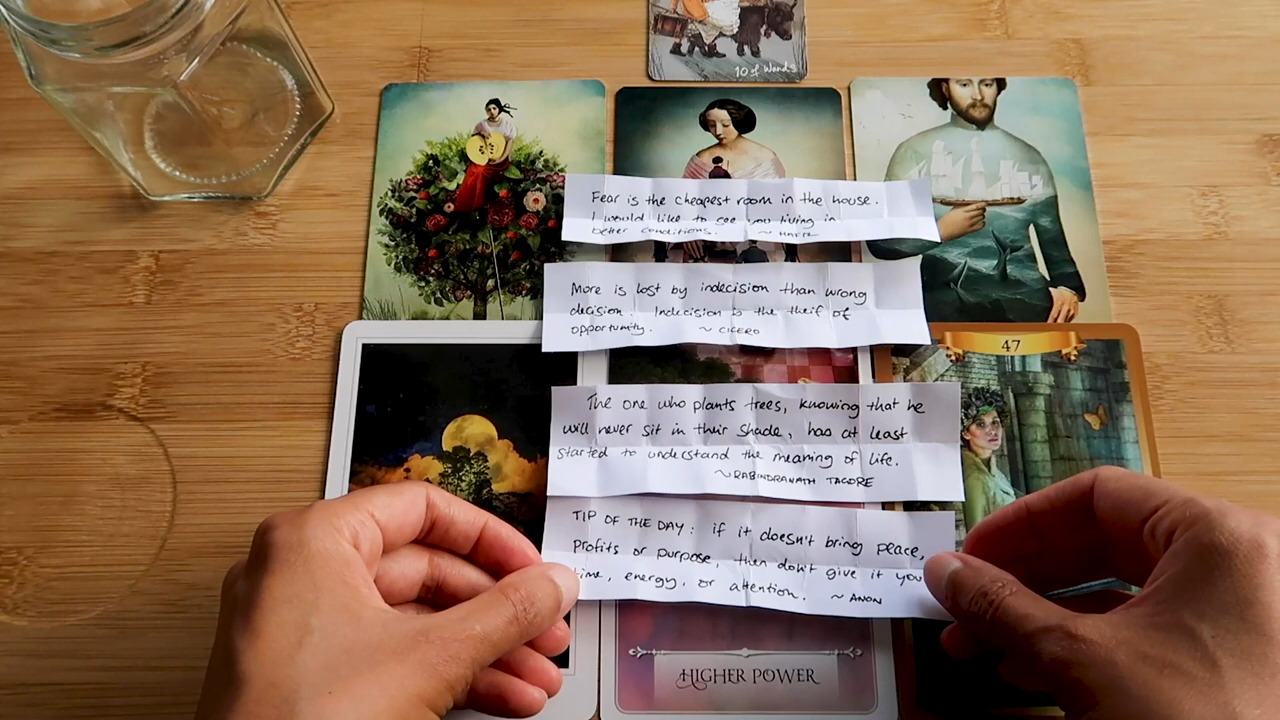 10 of Wands
Fear is the cheapest room in the house.
I would like to see you living in
better conditions. ~ HAFIZ
More is lost by indecision than wrong
decision. Indecision is the theif of
opportunity. ~ CICERO
47
The one who plants trees, knowing that he
will never sit in their shade, has at least
started to understand the meaning of life.
~RABINDRANATH TAGORE
TIP OF THE DAY: if it doesn't bring peace,
Profits or purpose, then don't give it you
time, energy, or attention. ~ ANON
HIGHER POWER